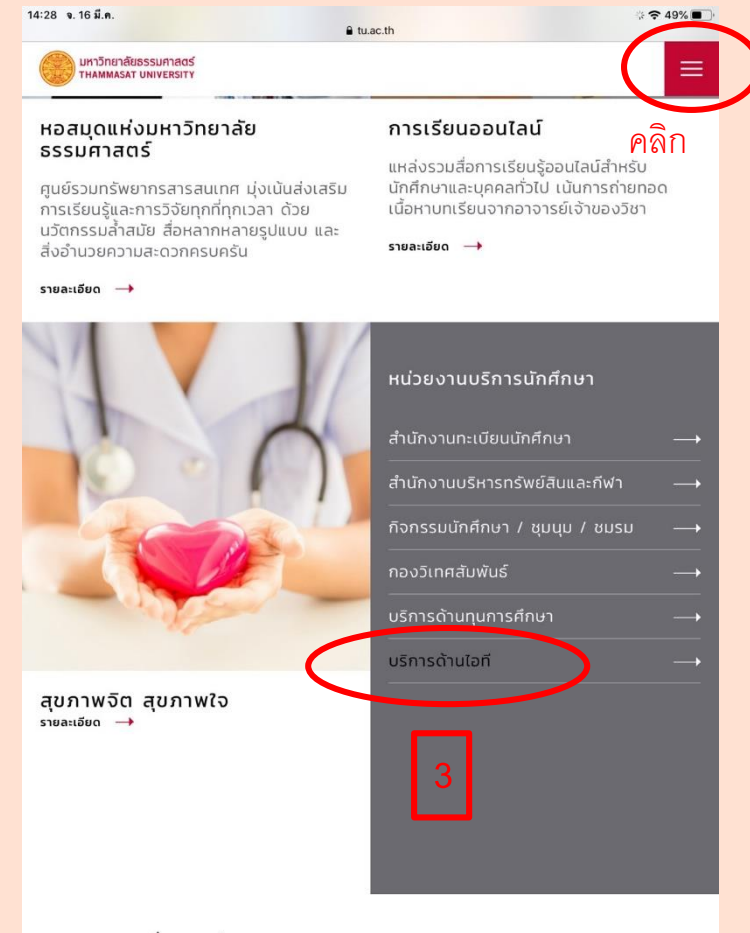 14:28 จ. 16 มี.ค.
tu.ac.th
49%
มหาวิทยาลัยธรรมศาสตร์
THAMMASAT UNIVERSITY
คลิก
หอสมุดแห่งมหาวิทยาลัย
ธรรมศาสตร์
ศูนย์รวมทรัพยากรสารสนเทศ มุ่งเน้นส่งเสริม
การเรียนรู้และการวิจัยทุกที่ทุกเวลา ด้วย
นวัตกรรมล้ำสมัย สื่อหลากหลายรูปแบบ และ
สิ่งอำนวยความสะดวกครบครัน
รายละเอียด
การเรียนออนไลน์
แหล่งรวมสื่อการเรียนรู้ออนไลน์สำหรับ
นักศึกษาและบุคคลทั่วไป เน้นการถ่ายทอด
เนื้อหาบทเรียนจากอาจารย์เจ้าของวิชา
รายละเอียด
หน่วยงานบริการนักศึกษา
สำนักงานทะเบียนนักศึกษา
สำนักงานบริหารทรัพย์สินและกีฬา
กิจกรรมนักศึกษา / ชุมนุม / ชมรม
กองวิเทศสัมพันธ์
บริการด้านทุนการศึกษา
บริการด้านไอที
สุขภาพจิต สุขภาพใจ
รายละเอียด
3